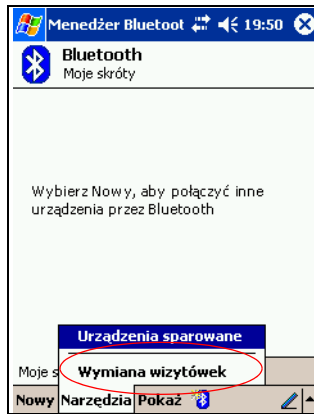 Menedżer Bluetoot 19:50
Bluetooth
Moje skróty
Wybierz Nowy, aby połączyć inne
urządzenia przez Bluetooth
Urządzenia sparowane
Wymiana wizytówek
Moje s
Nowy Narzędzia Pokaż